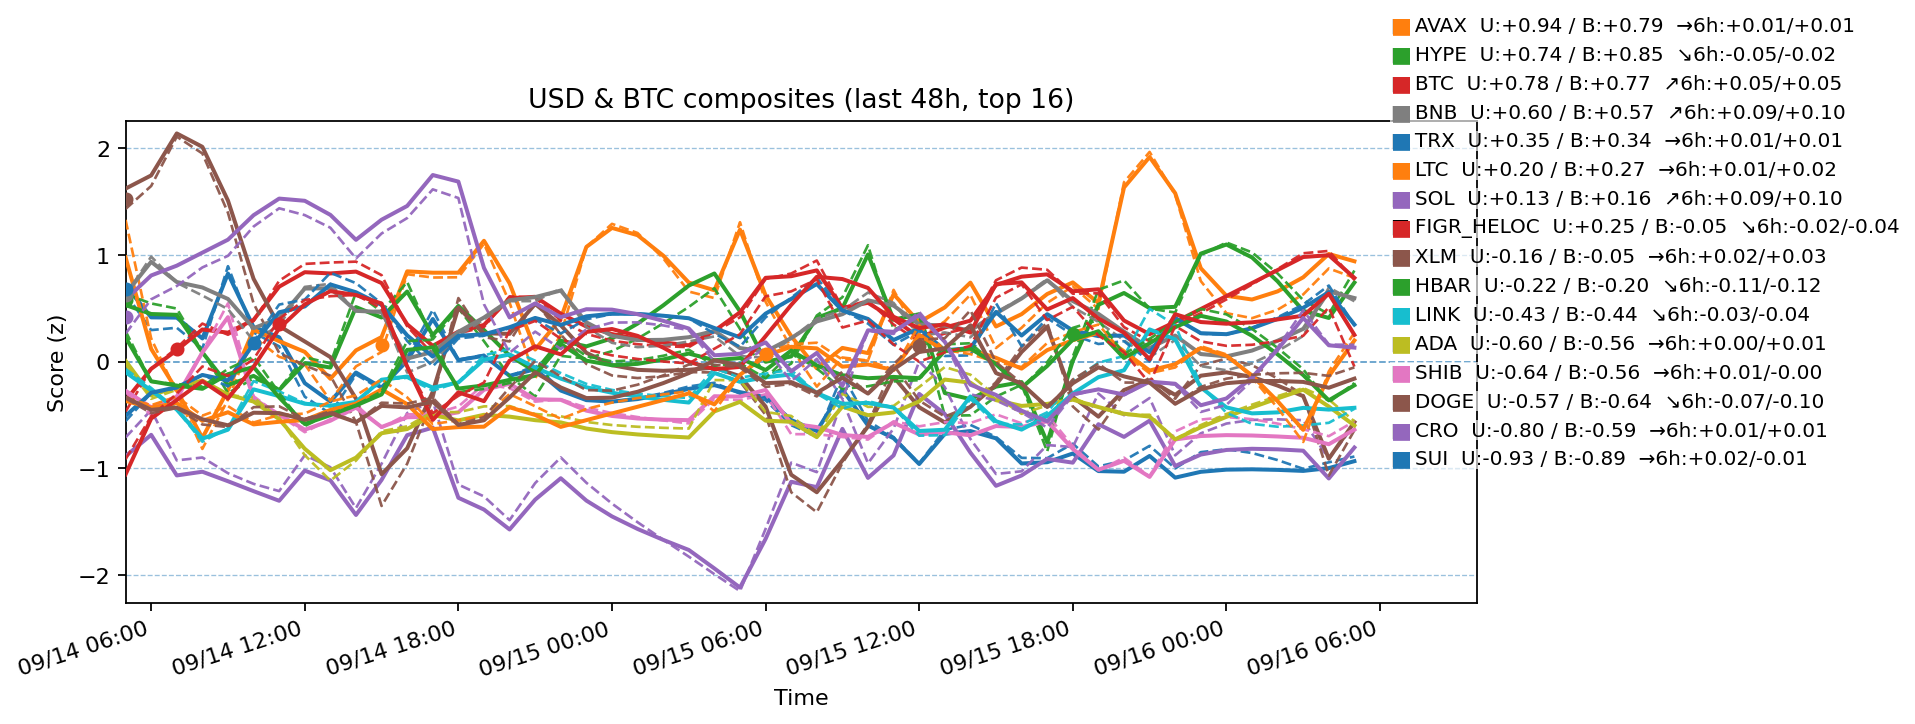 AVAX  U:+0.94 / B:+0.79  →6h:+0.01/+0.01
HYPE  U:+0.74 / B:+0.85  ↘6h:-0.05/-0.02
BTC  U:+0.78 / B:+0.77  ↗6h:+0.05/+0.05
BNB  U:+0.60 / B:+0.57  ↗6h:+0.09/+0.10
TRX  U:+0.35 / B:+0.34  →6h:+0.01/+0.01
LTC  U:+0.20 / B:+0.27  →6h:+0.01/+0.02
SOL  U:+0.13 / B:+0.16  ↗6h:+0.09/+0.10
FIGR_HELOC  U:+0.25 / B:-0.05  ↘6h:-0.02/-0.04
XLM  U:-0.16 / B:-0.05  →6h:+0.02/+0.03
HBAR  U:-0.22 / B:-0.20  ↘6h:-0.11/-0.12
LINK  U:-0.43 / B:-0.44  ↘6h:-0.03/-0.04
ADA  U:-0.60 / B:-0.56  →6h:+0.00/+0.01
SHIB  U:-0.64 / B:-0.56  →6h:+0.01/-0.00
DOGE  U:-0.57 / B:-0.64  ↘6h:-0.07/-0.10
CRO  U:-0.80 / B:-0.59  →6h:+0.01/+0.01
SUI  U:-0.93 / B:-0.89  →6h:+0.02/-0.01
USD & BTC composites (last 48h, top 16)
Score (z)
2
1
0
−1
−2
09/14 06:00
09/14 12:00
09/14 18:00
09/15 00:00
09/15 06:00
09/15 12:00
09/15 18:00
09/16 00:00
09/16 06:00
Time